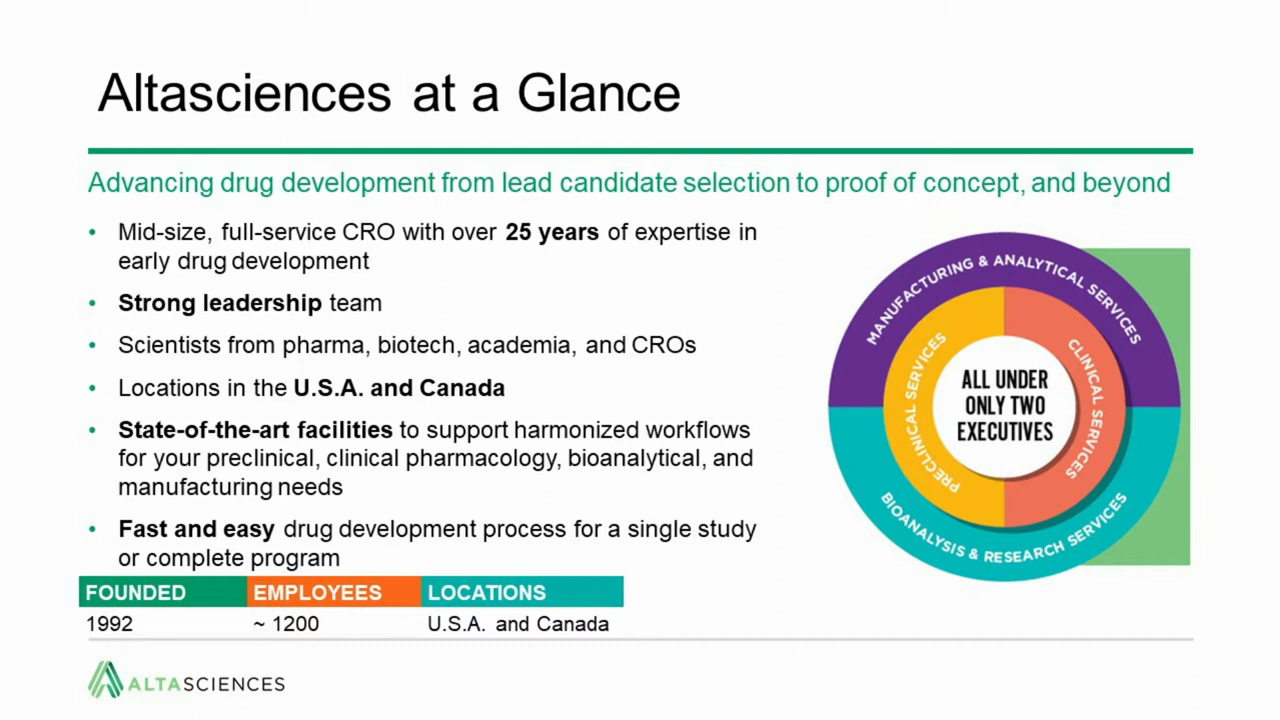 Altasciences at a Glance
Advancing drug development from lead candidate selection to proof of concept, and beyond
• Mid-size, full-service CRO with over 25 years of expertise in
early drug development
• Strong leadership team
• Scientists from pharma, biotech, academia, and CROs
• Locations in the U.S.A. and Canada
• State-of-the-art facilities to support harmonized workflows
for your preclinical, clinical pharmacology, bioanalytical, and
manufacturing needs
• Fast and easy drug development process for a single study
or complete program
MANUFACTURING & ANALYTICAL SERVICES
PRECLINICAL SERVICES
CLINICAL SERVICES
ALL UNDER
ONLY TWO
EXECUTIVES
BIOANALYSIS & RESEARCH SERVICES
FOUNDED EMPLOYEES LOCATIONS
1992 ~ 1200 U.S.A. and Canada
ALTASCIENCES